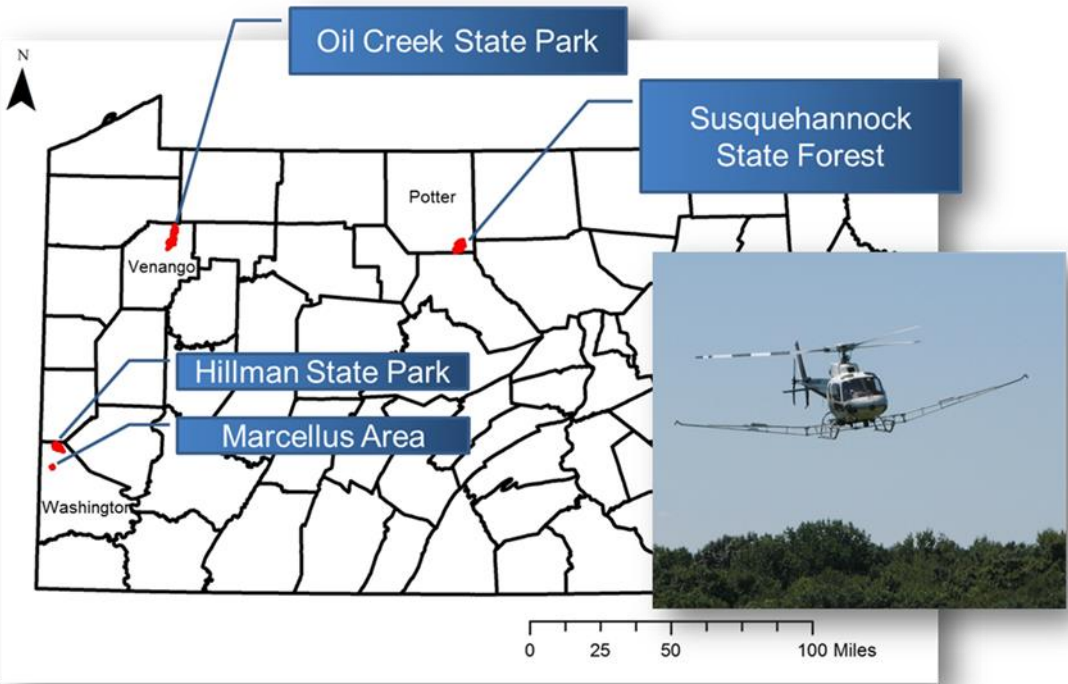 Oil Creek State Park
N
Susquehannock
State Forest
Potter
Venango
Hillman State Park
Marcellus Area
Washington
0 25 50 100 Miles